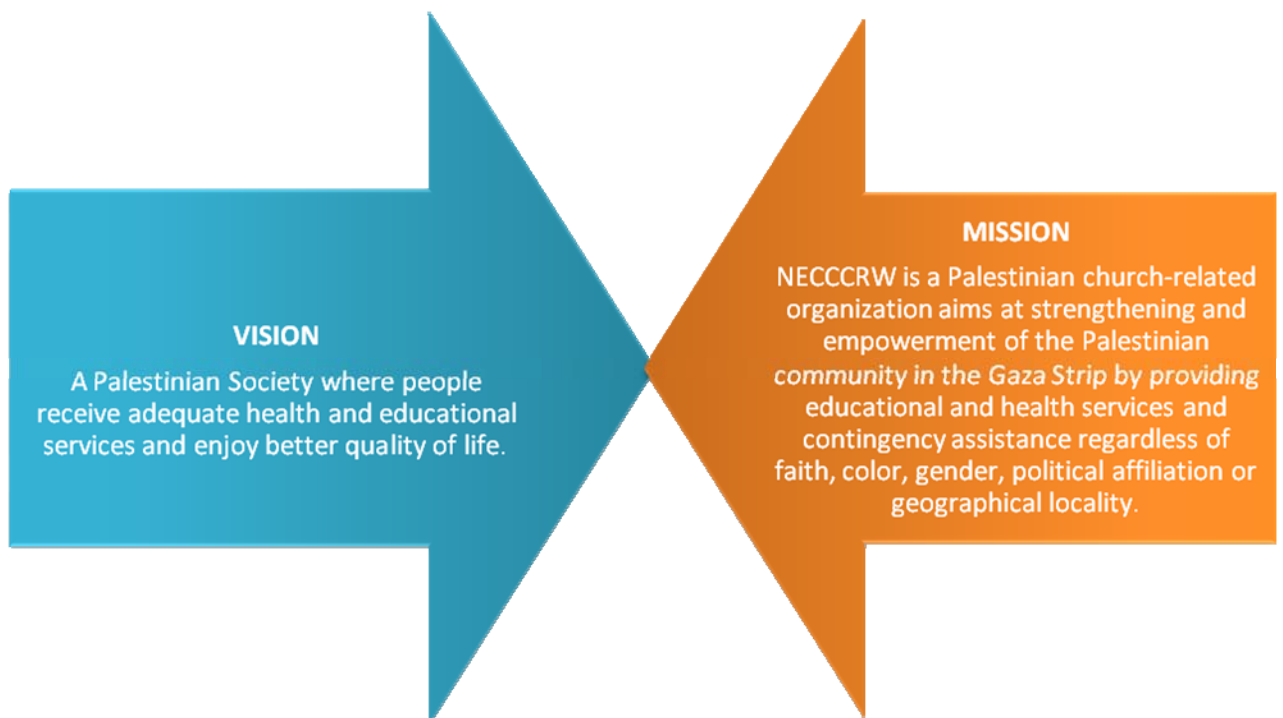 VISION
A Palestinian Society where people
receive adequate health and educational
services and enjoy better quality of life.
MISSION
NECCCRW is a Palestinian church-related
organization aims at strengthening and
empowerment of the Palestinian
community in the Gaza Strip by providing
educational and health services and
contingency assistance regardless of
faith, color, gender, political affiliation or
geographical locality.